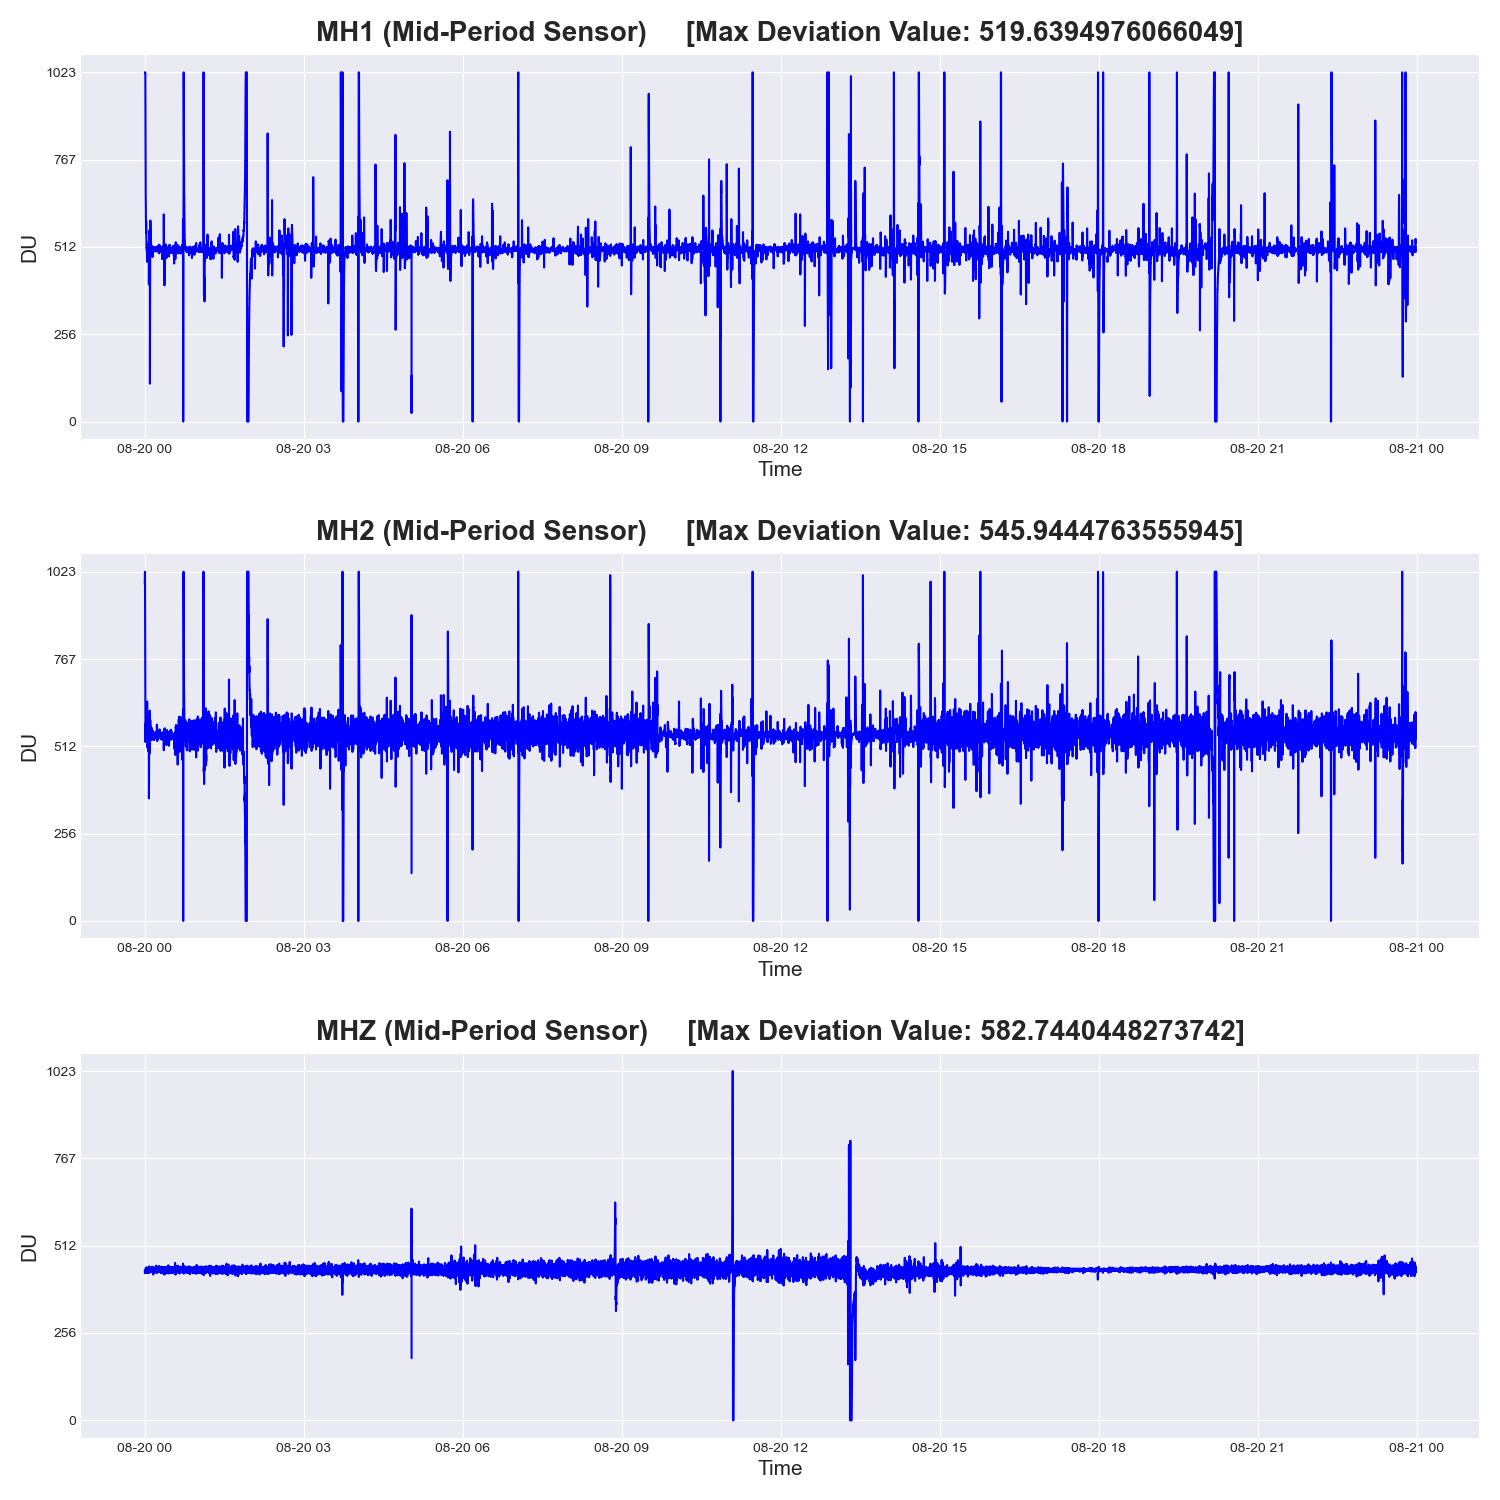 MH1 (Mid-Period Sensor) [Max Deviation Value: 519.6394976066049]
1023
767
512
256
0
DU
08-20 00 08-20 03 08-20 06 08-20 09 08-20 12 08-20 15 08-20 18 08-20 21 08-21 00
Time
MH2 (Mid-Period Sensor) [Max Deviation Value: 545.9444763555945]
1023
767
512
256
0
DU
08-20 00 08-20 03 08-20 06 08-20 09 08-20 12 08-20 15 08-20 18 08-20 21 08-21 00
Time
MHZ (Mid-Period Sensor) [Max Deviation Value: 582.7440448273742]
1023
767
512
256
0
DU
08-20 00 08-20 03 08-20 06 08-20 09 08-20 12 08-20 15 08-20 18 08-20 21 08-21 00
Time